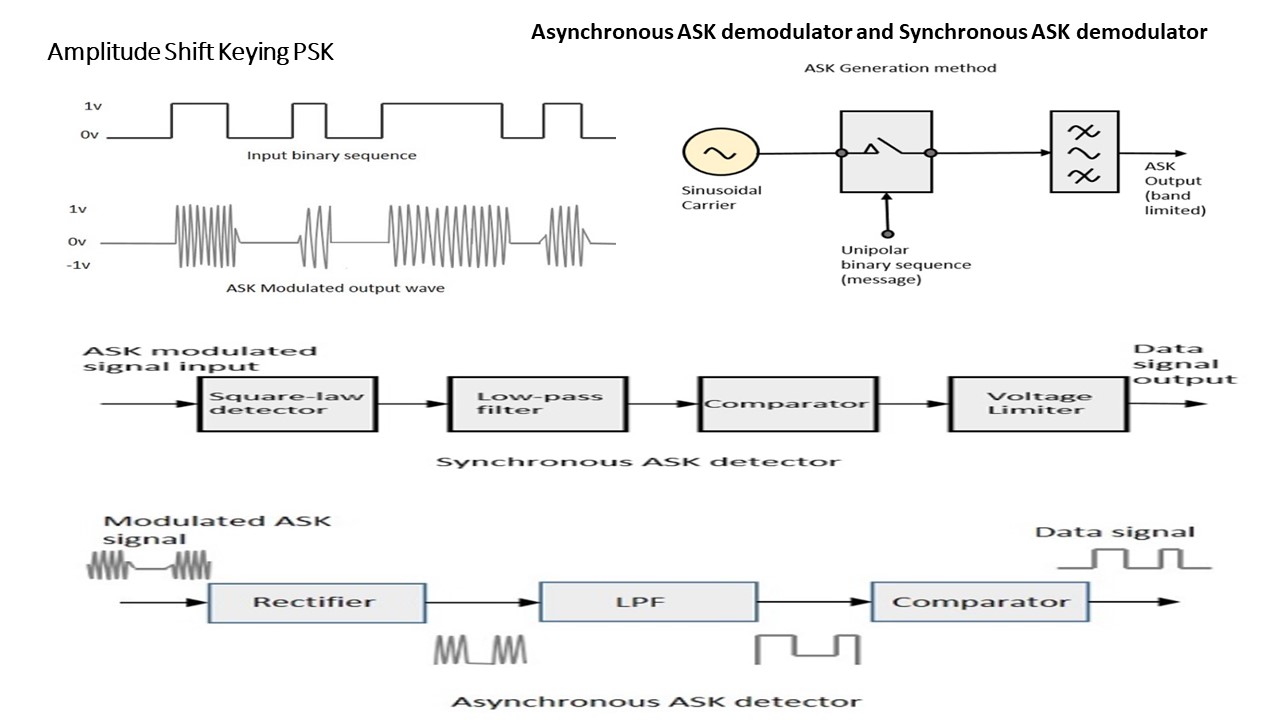 Amplitude Shift Keying PSK
Asynchronous ASK demodulator and Synchronous ASK demodulator
1v
0v
Input binary sequence
1v
0v
-1v
ASK Modulated output wave
ASK Generation method
Sinusoidal
Carrier
Unipolar
binary sequence
(message)
ASK
Output
(band
limited)
ASK modulated
signal input
Square-law
detector
Low-pass
filter
Comparator
Voltage
Limiter
Data
signal
output
Synchronous ASK detector
Modulated ASK
signal
Rectifier
LPF
Comparator
Data signal
Asynchronous ASK detector